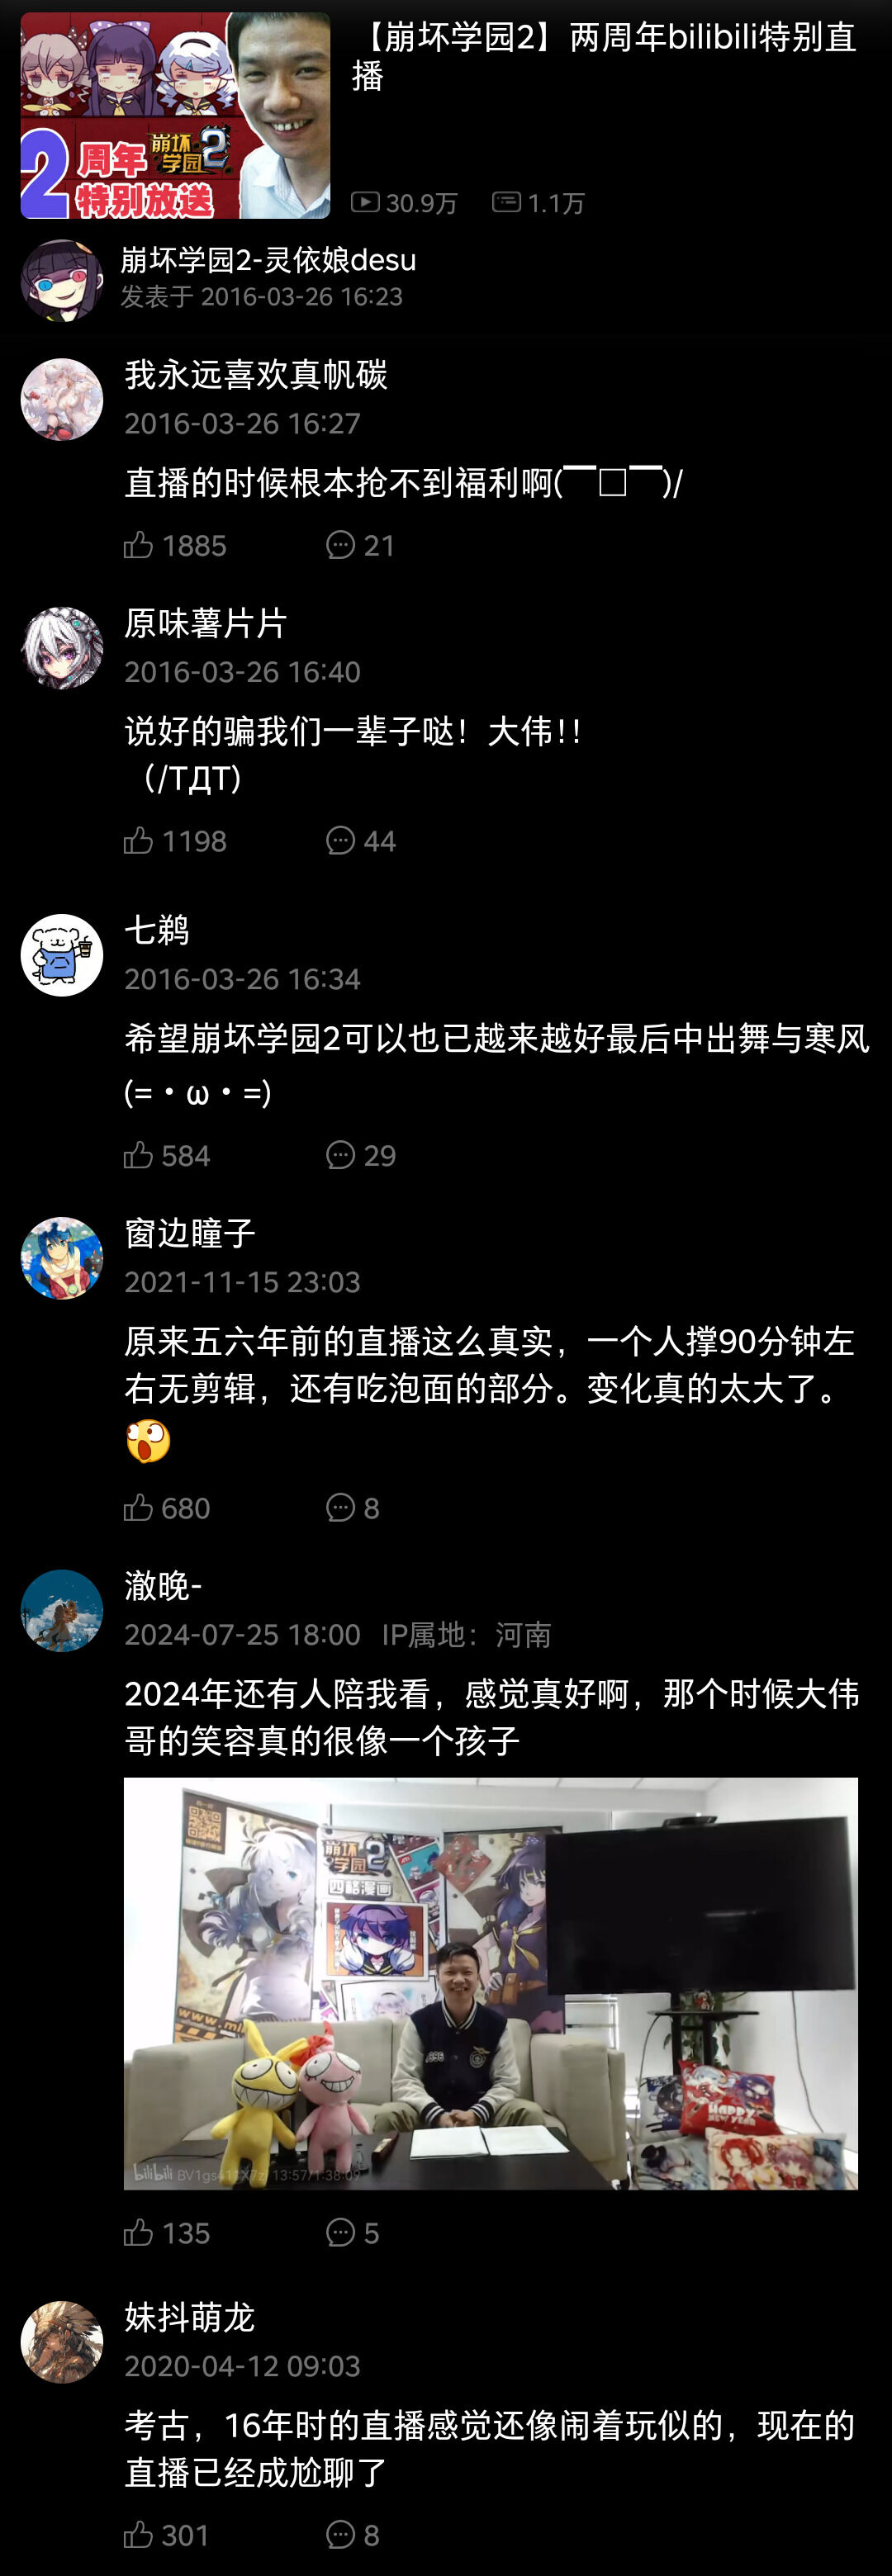 【崩坏学园2】两周年bilibili特别直
播
崩坏
学园2
2周年
特别放送
30.9万 1.1万
崩坏学园2-灵依娘desu
发表于 2016-03-26 16:23
我永远喜欢真帆碳
2016-03-26 16:27
直播的时候根本抢不到福利啊(￣□￣)/
1885 21
原味薯片片
2016-03-26 16:40
说好的骗我们一辈子哒！大伟!!
（/TДT)
1198 44
七鹈
2016-03-26 16:34
希望崩坏学园2可以也已越来越好最后中出舞与寒风
(=・ω・=)
584 29
窗边瞳子
2021-11-15 23:03
原来五六年前的直播这么真实，一个人撑90分钟左
右无剪辑，还有吃泡面的部分。变化真的太大了。
680 8
澈晚-
2024-07-25 18:00 IP属地：河南
2024年还有人陪我看，感觉真好啊，那个时候大伟
哥的笑容真的很像一个孩子
崩坏
学园2
四格漫画
www.mi
HAPPY
NEW YEAR
bilibili
135 5
妹抖萌龙
2020-04-12 09:03
考古，16年时的直播感觉还像闹着玩似的，现在的
直播已经成尬聊了
301 8